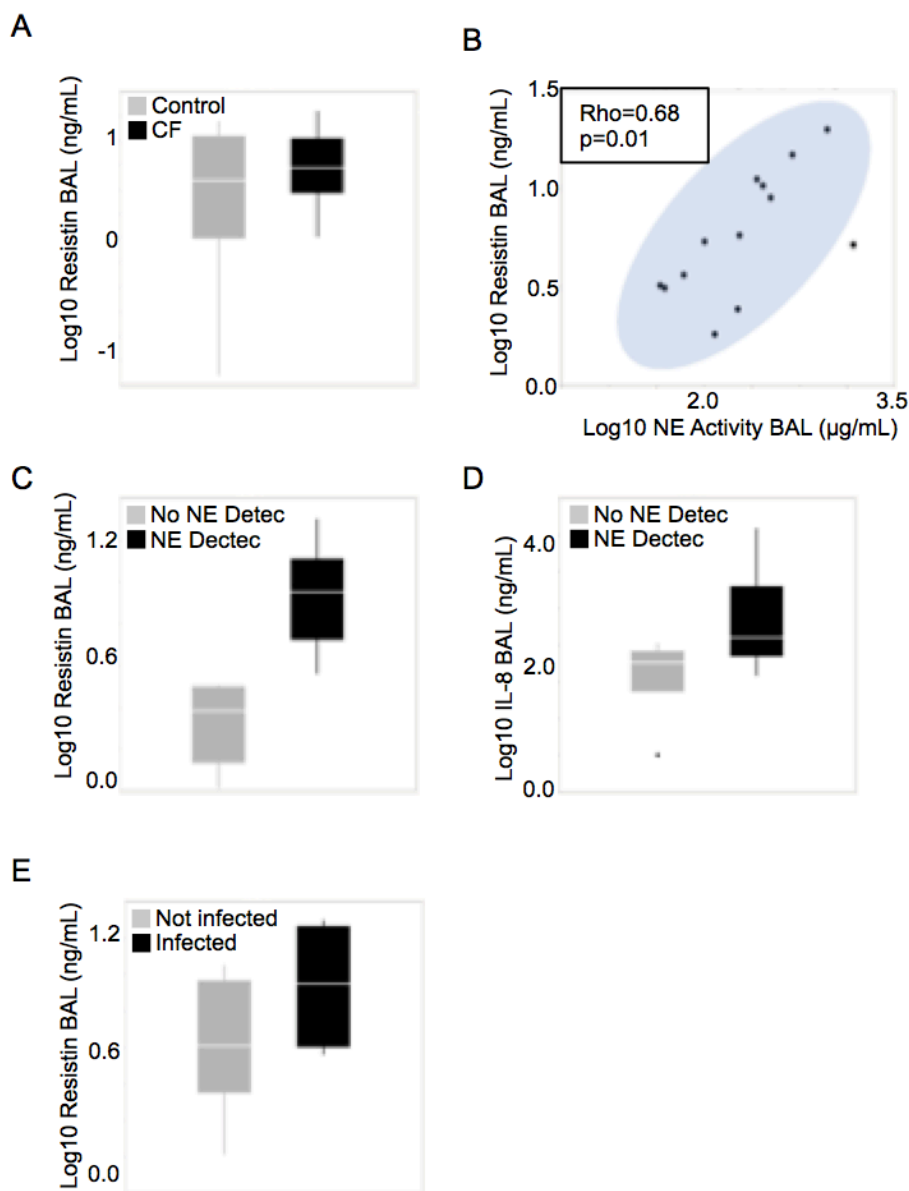 A
Log10 Resistin BAL (ng/mL)
Control
CF
1
0
-1
B
Log10 Resistin BAL (ng/mL)
1.5
1.0
0.5
0.0
Rho=0.68
p=0.01
2.0
3.5
Log10 NE Activity BAL (µg/mL)
C
Log10 Resistin BAL (ng/mL)
No NE Detec
NE Dectec
1.2
0.6
0.0
D
Log10 IL-8 BAL (ng/mL)
No NE Detec
NE Dectec
4.0
2.0
0.0
E
Log10 Resistin BAL (ng/mL)
Not infected
Infected
1.2
0.6
0.0